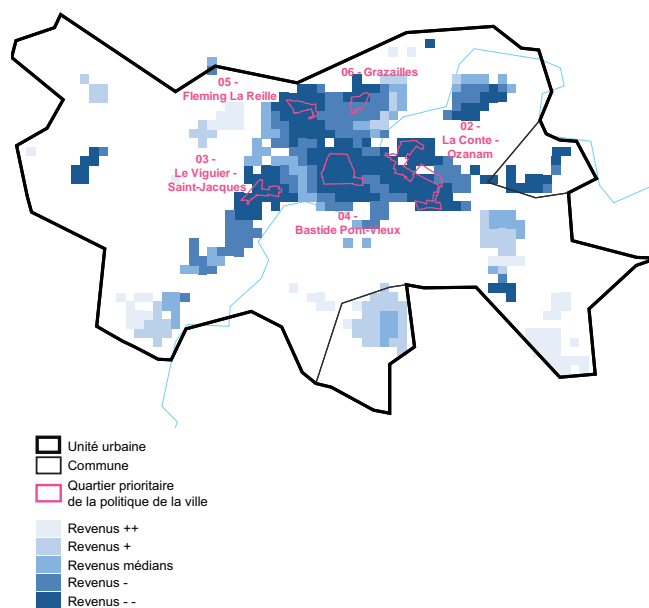 06 - Grazailles
05 -
Fleming La Reille
02 -
La Conte -
Ozanam
03 -
Le Viguier -
Saint-Jacques
04 -
Bastide Pont-Vieux
Unité urbaine
Commune
Quartier prioritaire
de la politique de la ville
Revenus ++
Revenus +
Revenus médians
Revenus -
Revenus - -